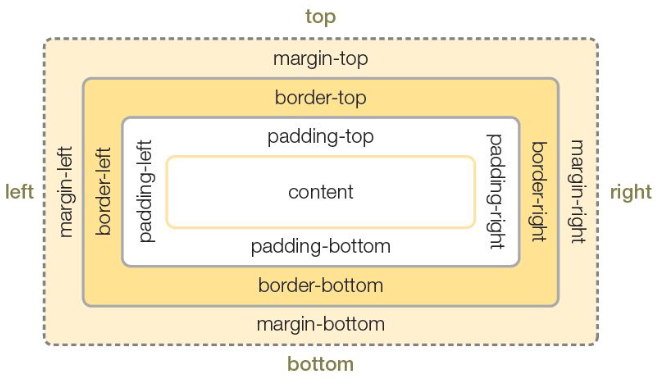 top
margin-top
border-top
padding-top
left
margin-left
border-left
padding-left
content
padding-right
border-right
margin-right
right
padding-bottom
border-bottom
margin-bottom
bottom